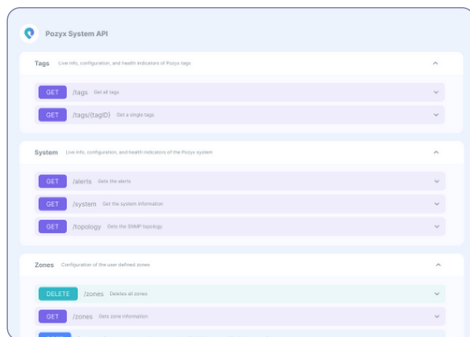 Pozyx System API
Tags Live info, configuration, and health indicators of Pozyx tags
GET /tags Get all tags
GET /tags/{tagID} Get a single tags
System Live info, configuration, and health indicators of the Pozyx system
GET /alerts Gets the alerts
GET /system Get the system information
GET /topology Gets the SNMP topology
Zones Configuration of the user defined zones
DELETE /zones Deletes all zones
GET /zones Gets zone information